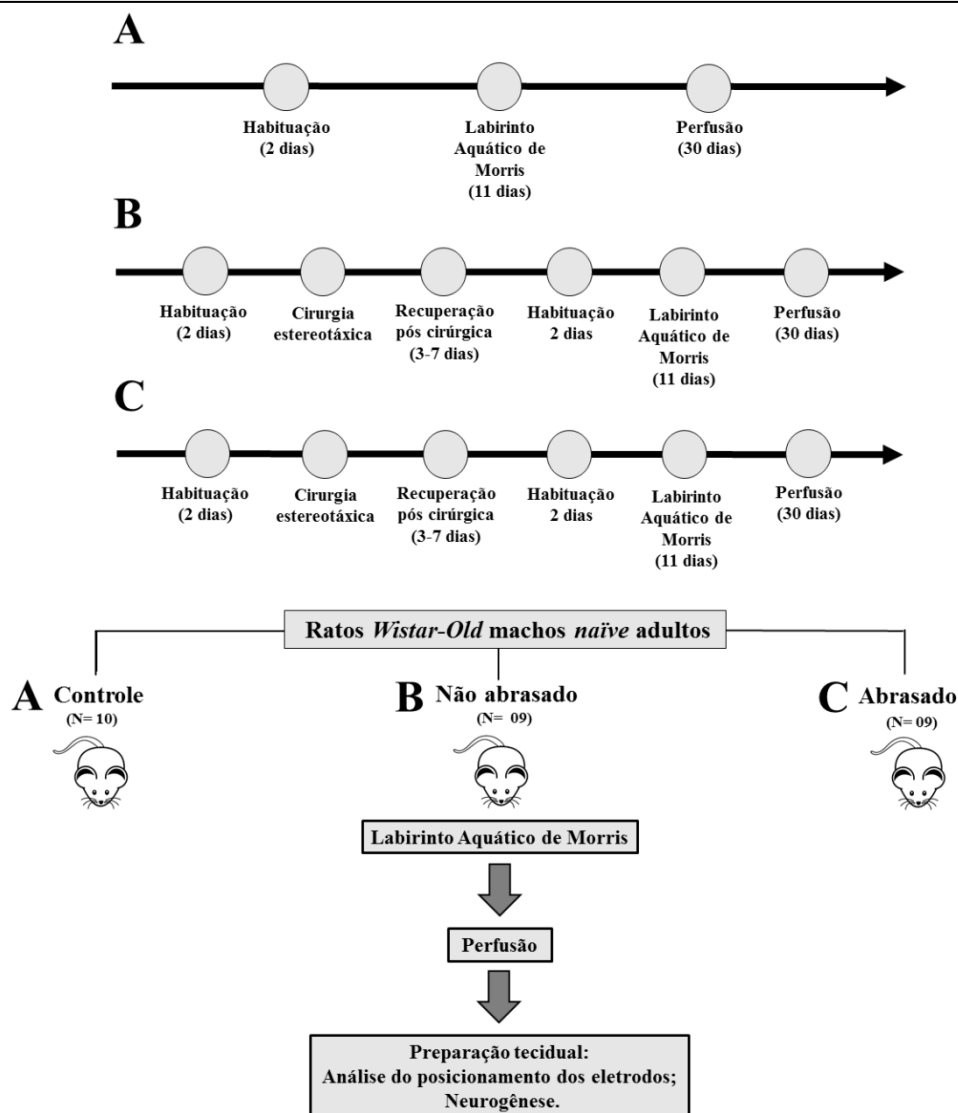 A
Habituação
(2 dias)
Labirinto
Aquático de
Morris
(11 dias)
Perfusão
(30 dias)
B
Habituação
(2 dias)
Cirurgia
estereotáxica
Recuperação
pós cirúrgica
(3-7 dias)
Habituação
2 dias
Labirinto
Aquático de
Morris
(11 dias)
Perfusão
(30 dias)
C
Habituação
(2 dias)
Cirurgia
estereotáxica
Recuperação
pós cirúrgica
(3-7 dias)
Habituação
2 dias
Labirinto
Aquático de
Morris
(11 dias)
Perfusão
(30 dias)
Ratos Wistar-Old machos naïve adultos
A Controle
(N= 10)
B Não abrasado
(N= 09)
C Abrasado
(N= 09)
Labirinto Aquático de Morris
Perfusão
Preparação tecidual:
Análise do posicionamento dos eletrodos;
Neurogênese.